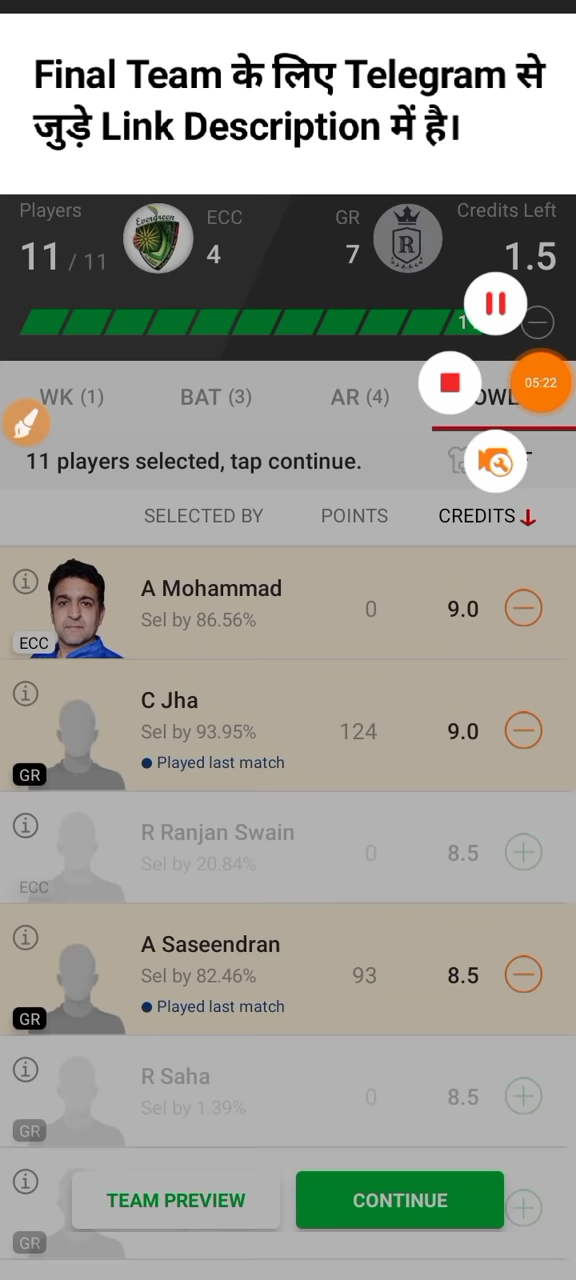 Final Team के लिए Telegram से
जुड़े Link Description में है।
Players
ECC
GR
Credits Left
Evergreen
R
11 / 11
4
7
1.5
05:22
WK (1)
BAT (3)
AR (4)
11 players selected, tap continue.
SELECTED BY
POINTS
CREDITS
A Mohammad
Sel by 86.56%
0
9.0
ECC
C Jha
Sel by 93.95%
124
9.0
Played last match
GR
R Ranjan Swain
Sel by 20.84%
0
8.5
ECC
A Saseendran
Sel by 82.46%
93
8.5
Played last match
GR
R Saha
Sel by 1.39%
0
8.5
GR
TEAM PREVIEW
CONTINUE
GR